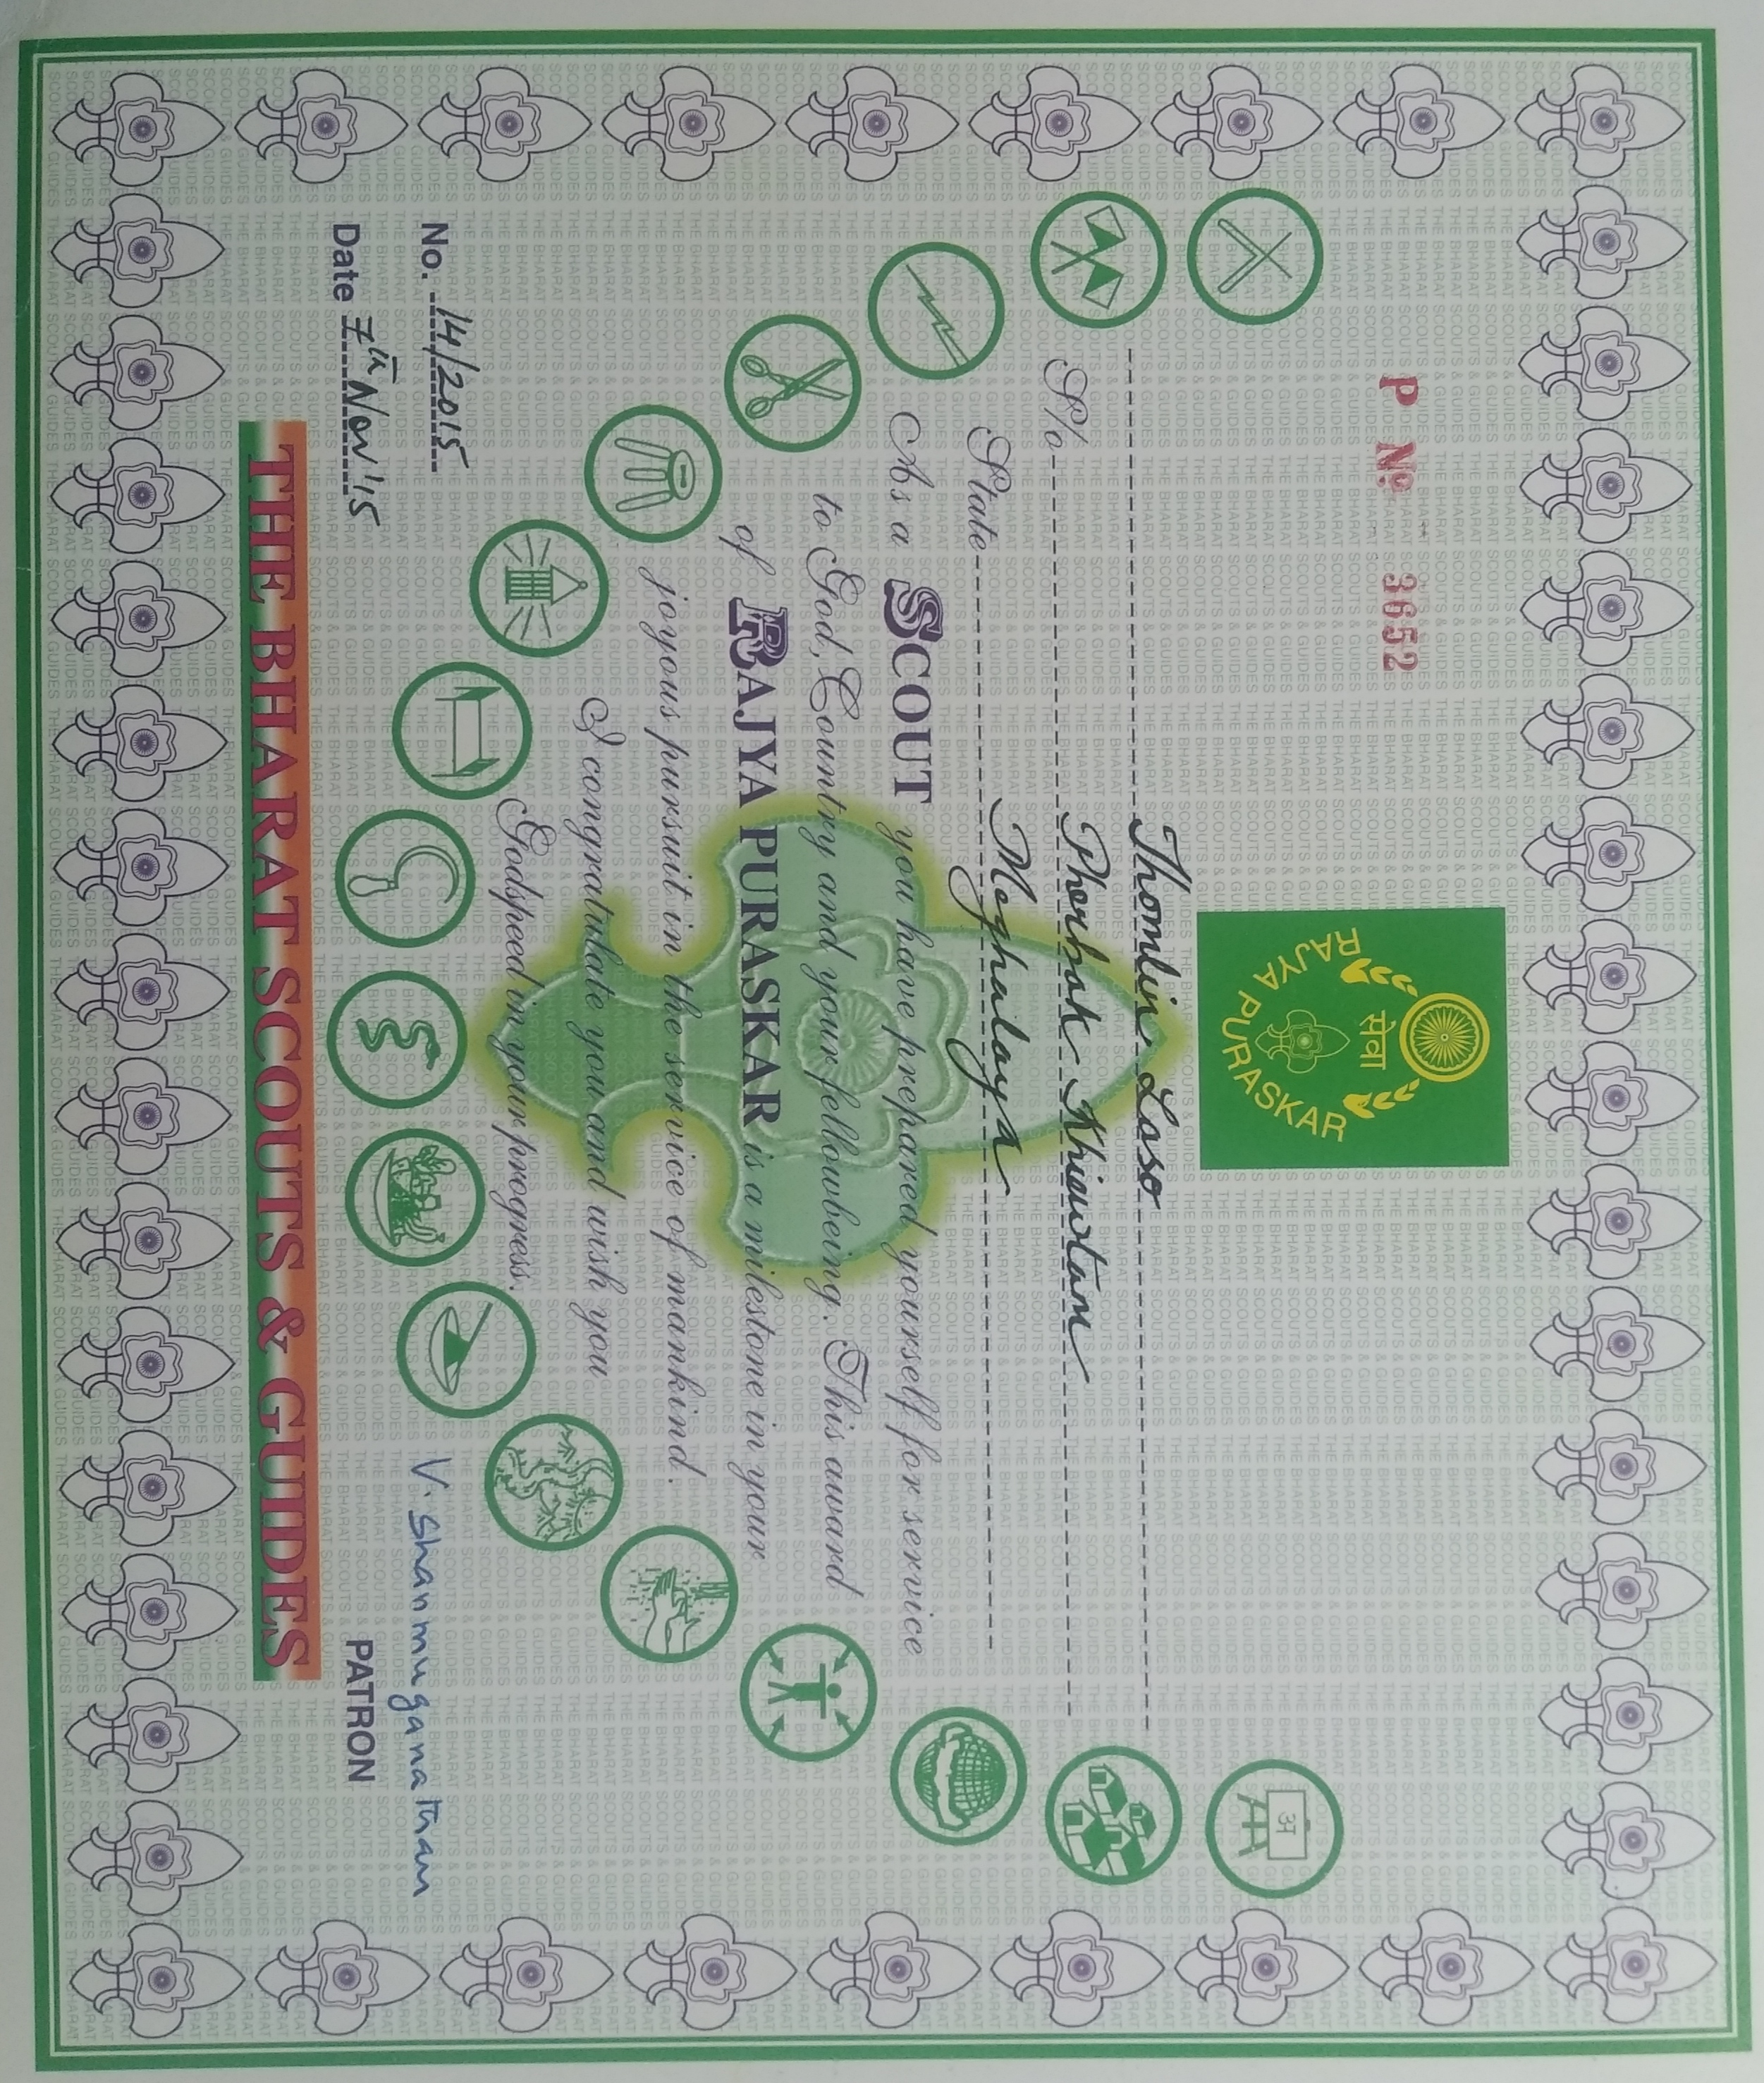 P No 3652
सेवा
RAJYA PURASKAR
अ
Thomlin Laso
S/o Pherbak Khiewtam
State Meghalaya
As a SCOUT you have prepared yourself for service
to God, Country and your fellowbeing. This award
of RAJYA PURASKAR is a milestone in your
joyous pursuit in the service of mankind.
I congratulate you and wish you
Godspeed in your progress.
No. 14/2015
V. Shanmuganathan
Date 7th Nov '15
PATRON
THE BHARAT SCOUTS & GUIDES